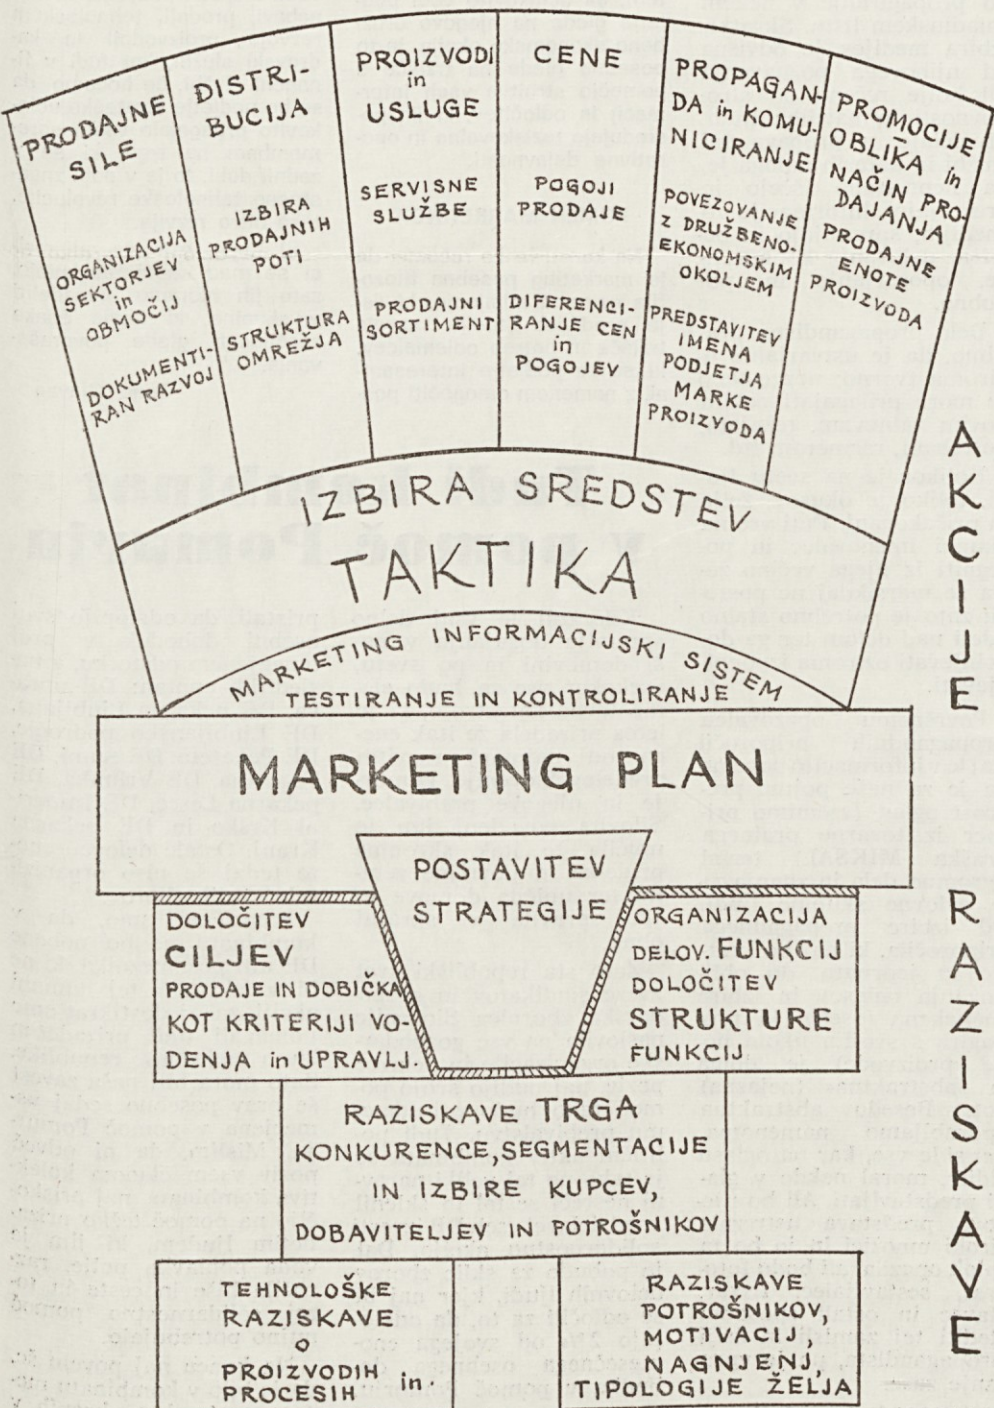 PRODAJNE
SILE
ORGANIZACIJA
SEKTORJEV
in
OBMOČIJ
DOKUMENTI-
RAN RAZVOJ
DISTRI-
BUCIJA
IZBIRA
PRODAJNIH
POTI
STRUKTURA
OMREŽJA
PROIZVODI
in
USLUGE
SERVISNE
SLUŽBE
PRODAJNI
SORTIMENT
CENE
POGOJI
PRODAJE
DIFERENCI-
RANJE CEN
in
POGOJEV
PROPAGAN-
DA in KOMU-
NICIRANJE
POVEZOVANJE
Z DRUŽBENO-
EKONOMSKIM
OKOLJEM
PREDSTAVITEV
IMENA
PODJETJA
MARKE
PROIZVODA
PROMOCIJE
–
OBLIKA in
NAČIN PRO-
DAJANJA
PRODAJNE
ENOTE
PROIZVODA
IZBIRA SREDSTEV
TAKTIKA
MARKETING INFORMACIJSKI SISTEM
TESTIRANJE IN KONTROLIRANJE
AKCIJE
MARKETING PLAN
POSTAVITEV
STRATEGIJE
DOLOČITEV
CILJEV
PRODAJE IN DOBIČKA
KOT KRITERIJI VO-
DENJA in UPRAVLJ.
ORGANIZACIJA
DELOV. FUNKCIJ
DOLOČITEV
STRUKTURE
FUNKCIJ
RAZISKAVE TRGA
KONKURENCE, SEGMENTACIJE
IN IZBIRE KUPCEV,
DOBAVITELJEV IN POTROŠNIKOV
TEHNOLOŠKE
RAZISKAVE
O
PROIZVODIH
PROCESIH
in
RAZISKAVE
POTROŠNIKOV,
MOTIVACIJ,
NAGNJENJ,
TIPOLOGIJE ŽELJA
RAZISKAVE